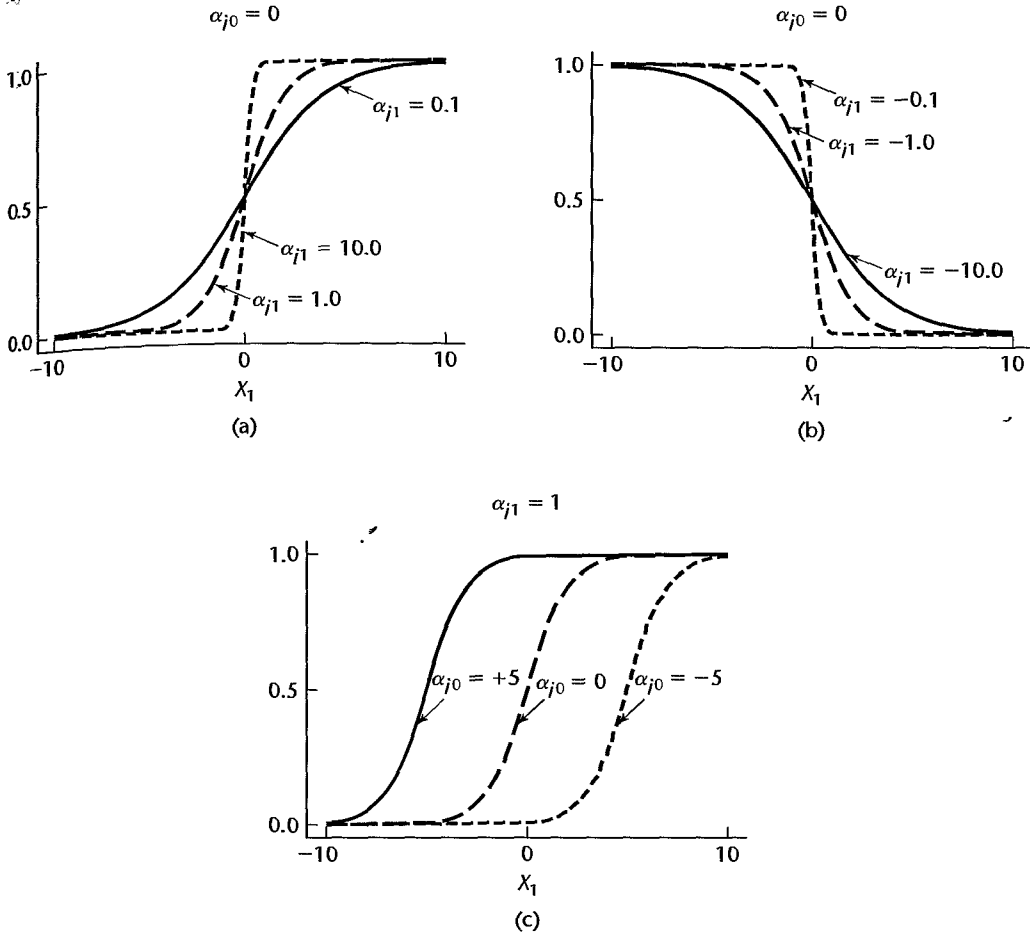 α_j0 = 0
1.0
0.5
0.0
α_j1 = 0.1
α_j1 = 10.0
α_j1 = 1.0
−10
0
10
X_1
(a)
α_j0 = 0
1.0
0.5
0.0
α_j1 = −0.1
α_j1 = −1.0
α_j1 = −10.0
−10
0
10
X_1
(b)
α_j1 = 1
1.0
0.5
0.0
α_j0 = +5
α_j0 = 0
α_j0 = −5
−10
0
10
X_1
(c)